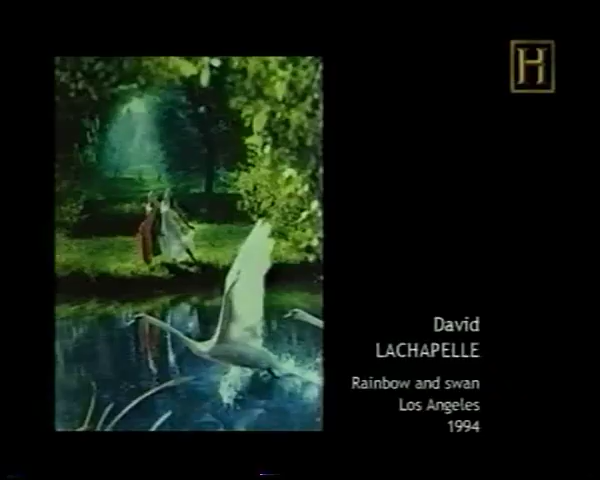 H
David
LACHAPELLE
Rainbow and swan
Los Angeles
1994